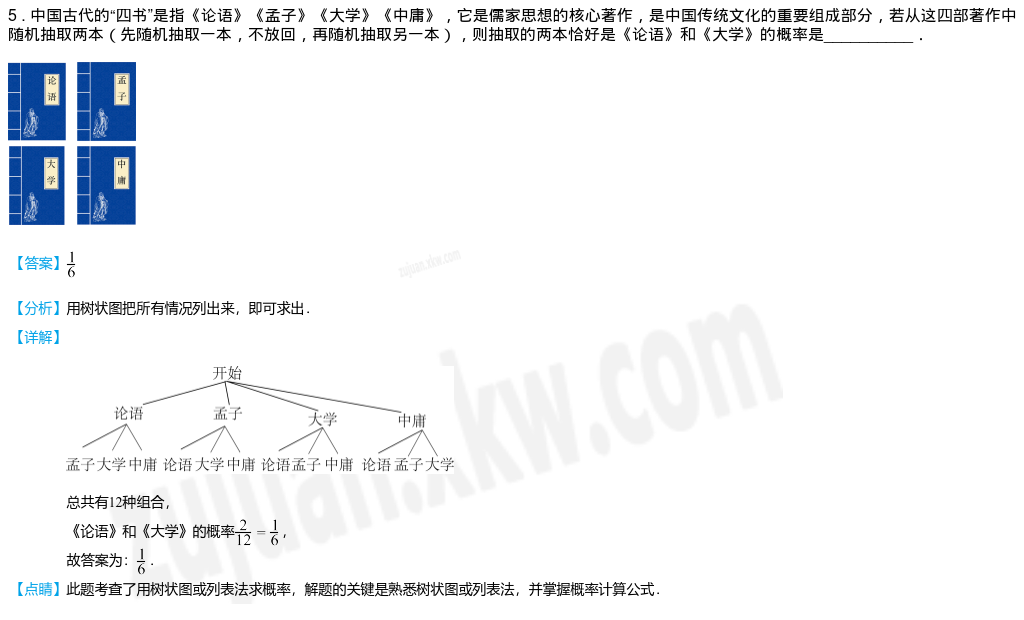 5．中国古代的“四书”是指《论语》《孟子》《大学》《中庸》，它是儒家思想的核心著作，是中国传统文化的重要组成部分，若从这四部著作中
随机抽取两本（先随机抽取一本，不放回，再随机抽取另一本），则抽取的两本恰好是《论语》和《大学》的概率是____________．
论语 孟子
大学 中庸
【答案】1/6
【分析】用树状图把所有情况列出来，即可求出．
【详解】
开始
论语 孟子 大学 中庸
孟子 大学 中庸 论语 大学 中庸 论语 孟子 中庸 论语 孟子 大学
总共有12种组合，
《论语》和《大学》的概率2/12 = 1/6，
故答案为：1/6．
【点睛】此题考查了用树状图或列表法求概率，解题的关键是熟悉树状图或列表法，并掌握概率计算公式．
zujuan.xkw.com
zujuan.xkw.com